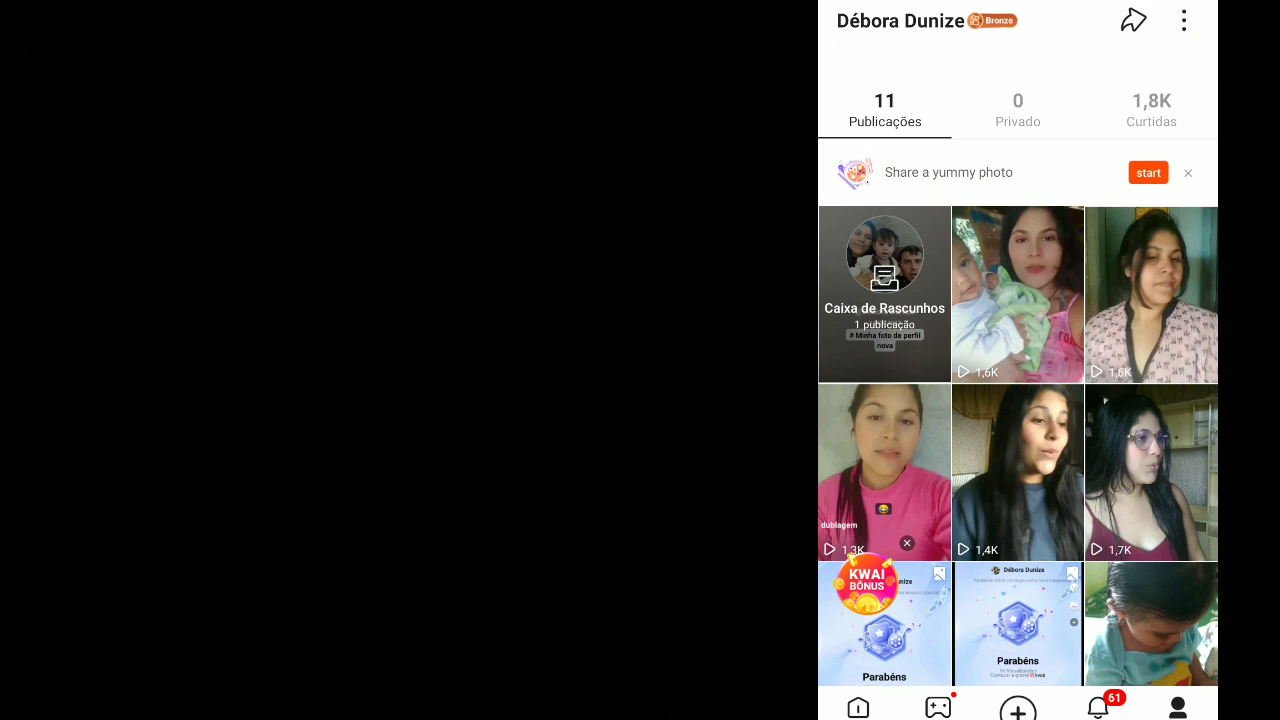 Débora Dunize
Bronze
11
Publicações
0
Privado
1,8K
Curtidas
Share a yummy photo
start
Caixa de Rascunhos
1 publicação
# Minha foto de perfil
nova
1,6K
1,6K
dublagem
1,3K
1,4K
1,7K
KWAI
BÔNUS
nize
Parabéns
Débora Dunize
Parabéns
61